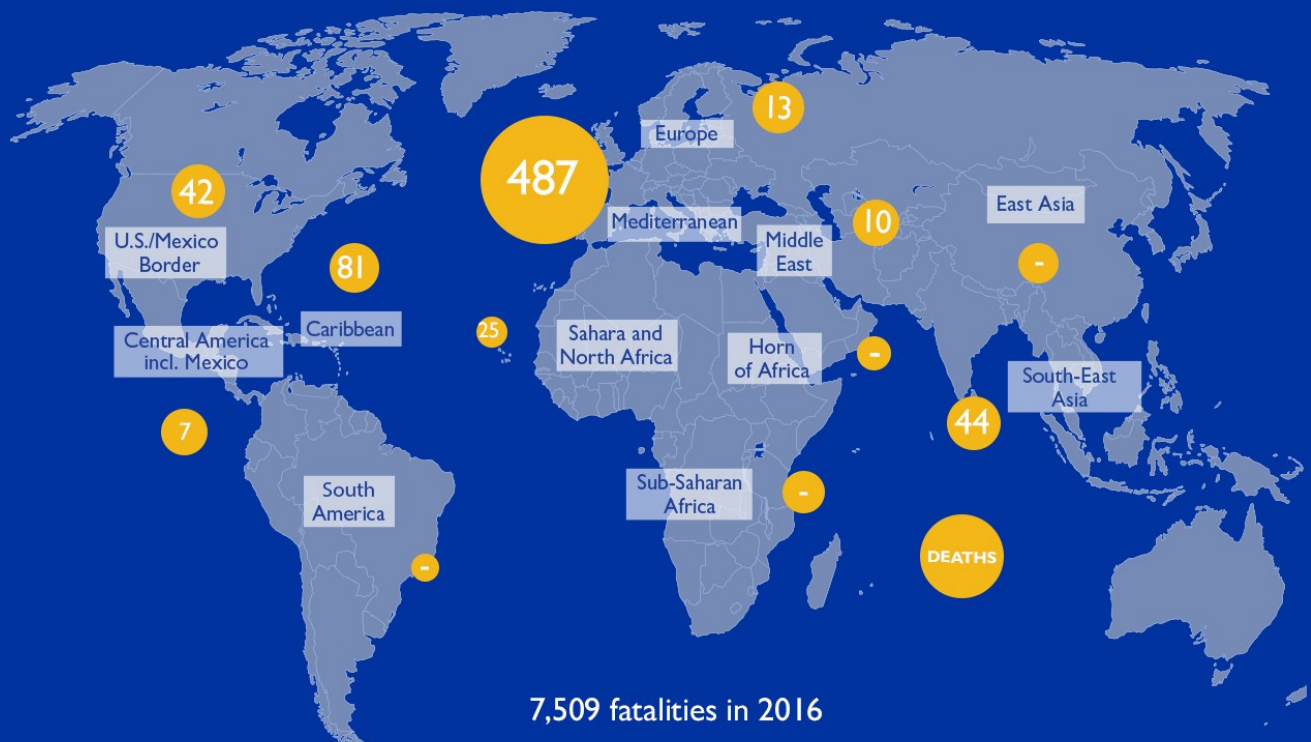 13
Europe
487
42
East Asia
Mediterranean
10
U.S./Mexico
Border
Middle
East
-
81
Caribbean
25
Sahara and
North Africa
Horn
of Africa
-
Central America
incl. Mexico
South-East
Asia
7
44
South
America
Sub-Saharan
Africa
-
-
DEATHS
7,509 fatalities in 2016